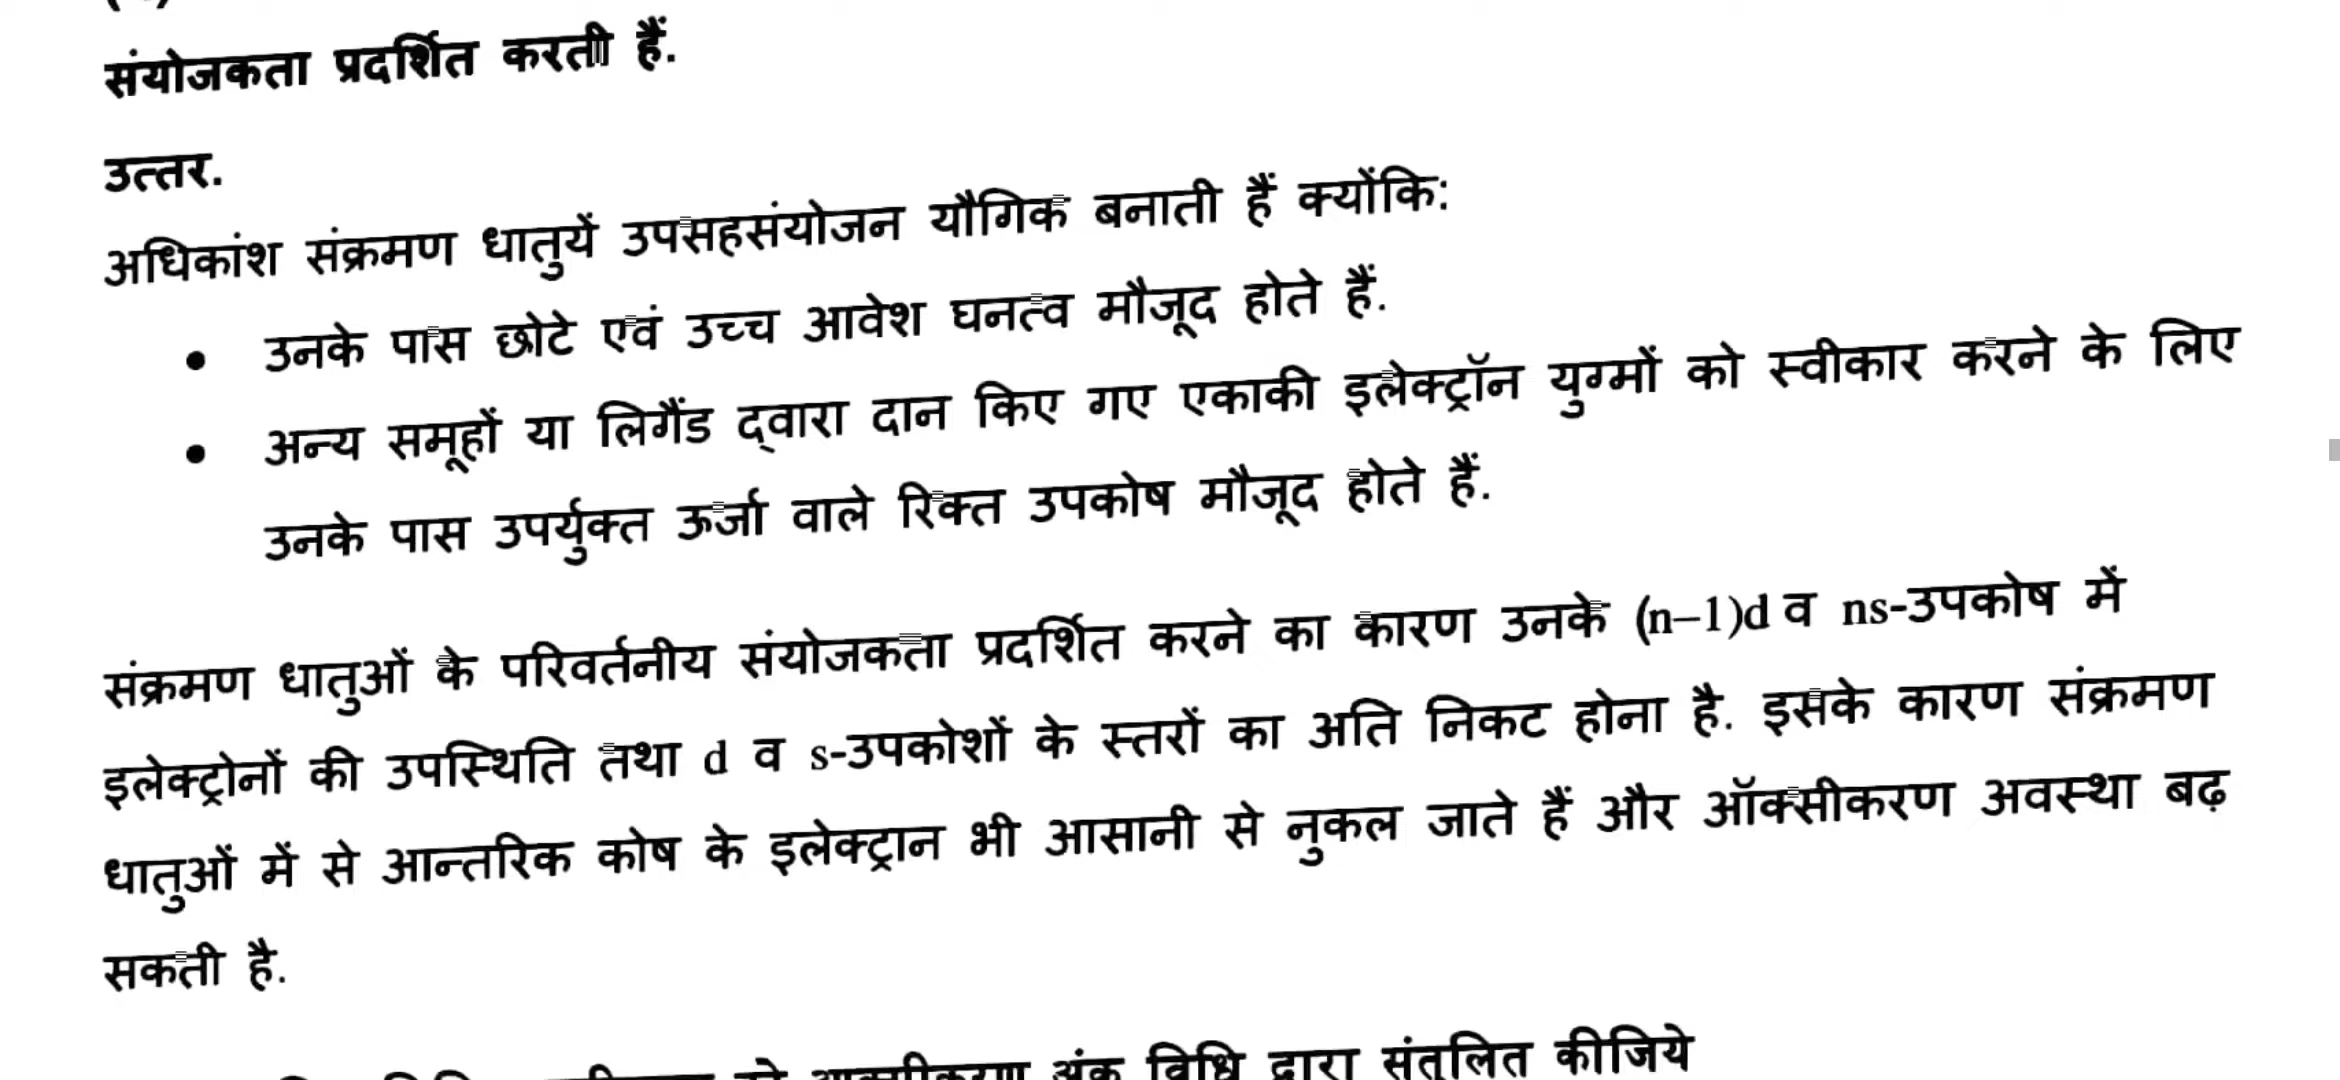 संयोजकता प्रदर्शित करती हैं.
उत्तर.
अधिकांश संक्रमण धातुयें उपसहसंयोजन यौगिक बनाती हैं क्योंकि:
• उनके पास छोटे एवं उच्च आवेश घनत्व मौजूद होते हैं.
• अन्य समूहों या लिगैंड द्वारा दान किए गए एकाकी इलेक्ट्रॉन युग्मों को स्वीकार करने के लिए
उनके पास उपर्युक्त ऊर्जा वाले रिक्त उपकोष मौजूद होते हैं.
संक्रमण धातुओं के परिवर्तनीय संयोजकता प्रदर्शित करने का कारण उनके (n–1)d व ns-उपकोष में
इलेक्ट्रोनों की उपस्थिति तथा d व s-उपकोशों के स्तरों का अति निकट होना है. इसके कारण संक्रमण
धातुओं में से आन्तरिक कोष के इलेक्ट्रान भी आसानी से नुकल जाते हैं और ऑक्सीकरण अवस्था बढ़
सकती है.
को आक्सीकरण अंक विधि द्वारा संतुलित कीजिये